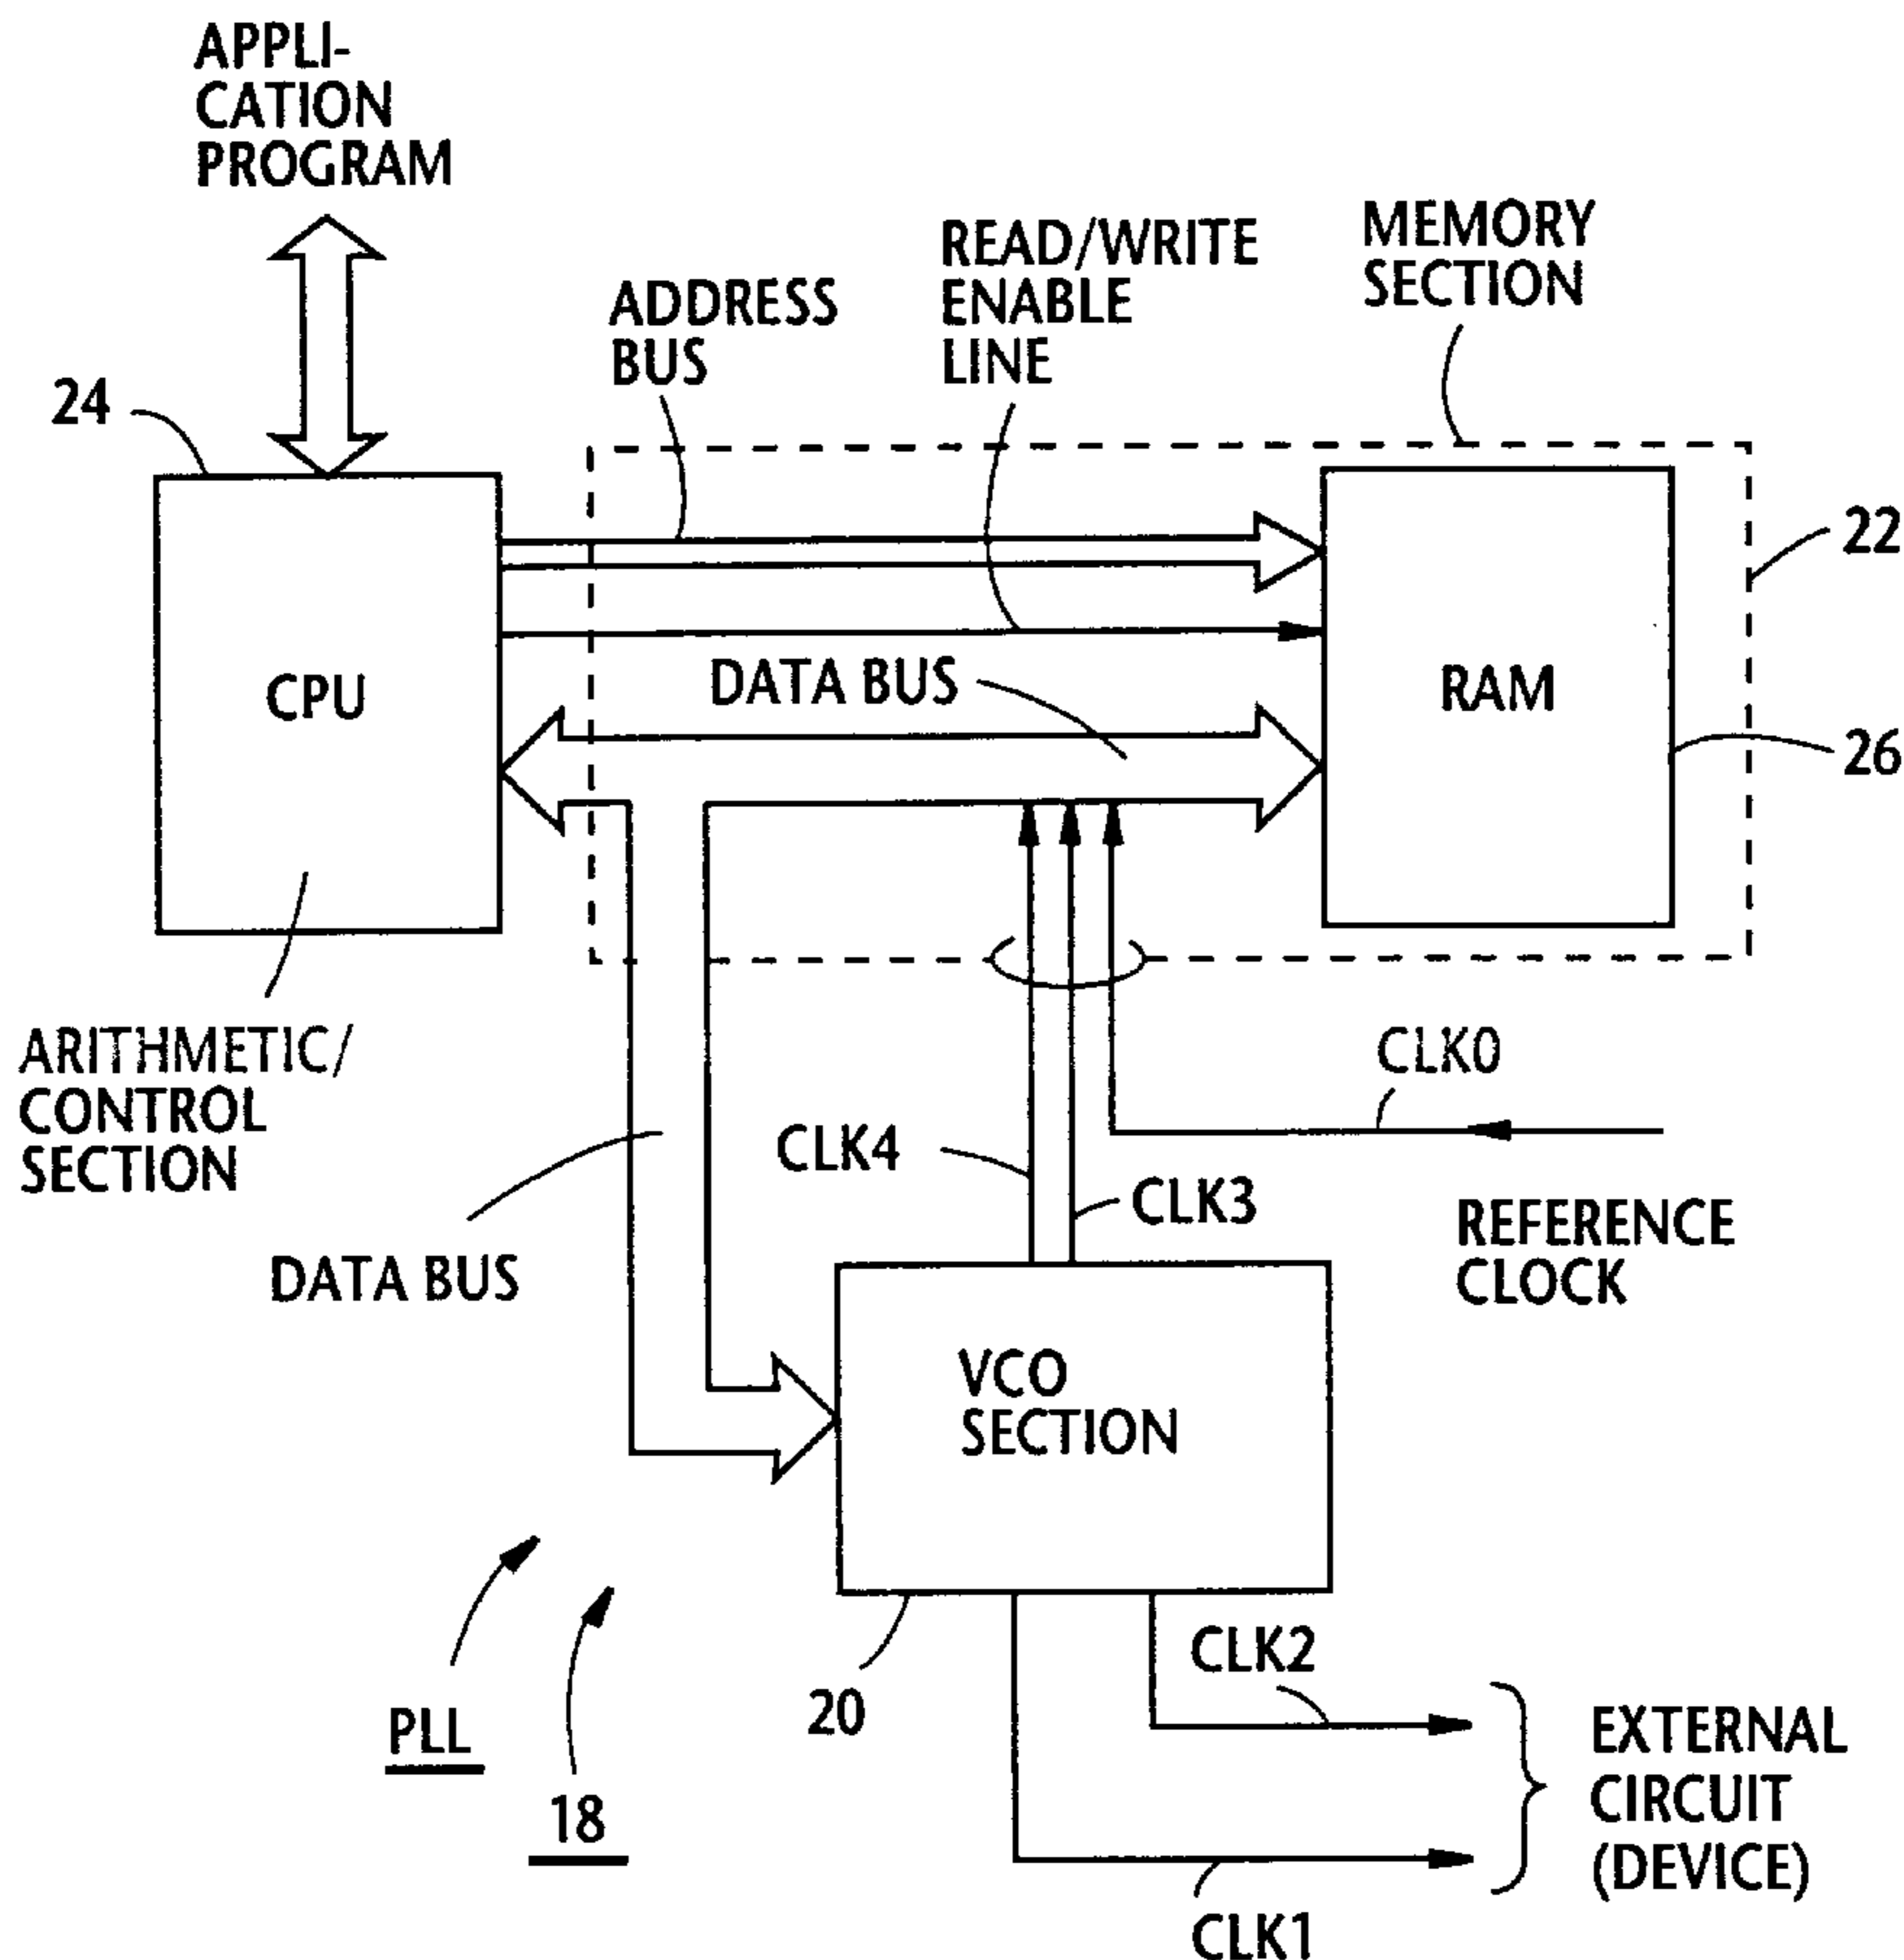 APPLI-
CATION
PROGRAM
ADDRESS
BUS
READ/WRITE
ENABLE
LINE
MEMORY
SECTION
24
22
CPU
DATA BUS
RAM
26
ARITHMETIC/
CONTROL
SECTION
CLK0
CLK4
CLK3
REFERENCE
CLOCK
DATA BUS
VCO
SECTION
PLL
18
20
CLK2
EXTERNAL
CIRCUIT
(DEVICE)
CLK1